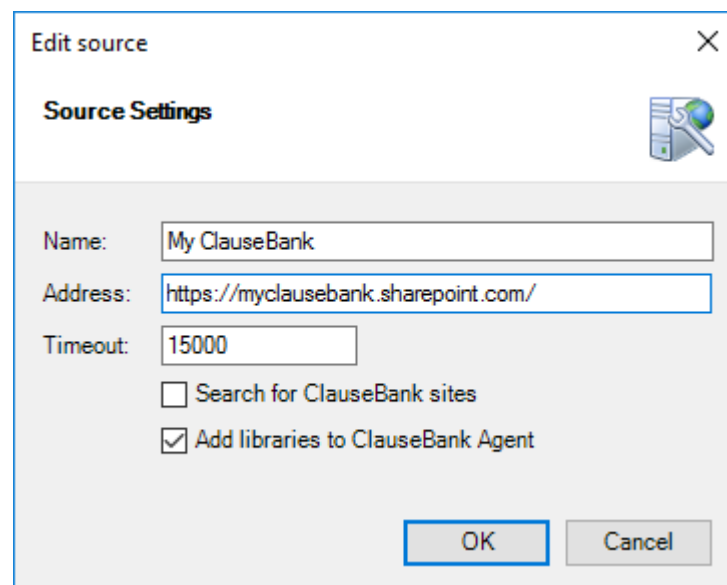 Edit source
Source Settings
Name: My ClauseBank
Address: https://myclausebank.sharepoint.com/
Timeout: 15000
Search for ClauseBank sites
Add libraries to ClauseBank Agent
OK Cancel